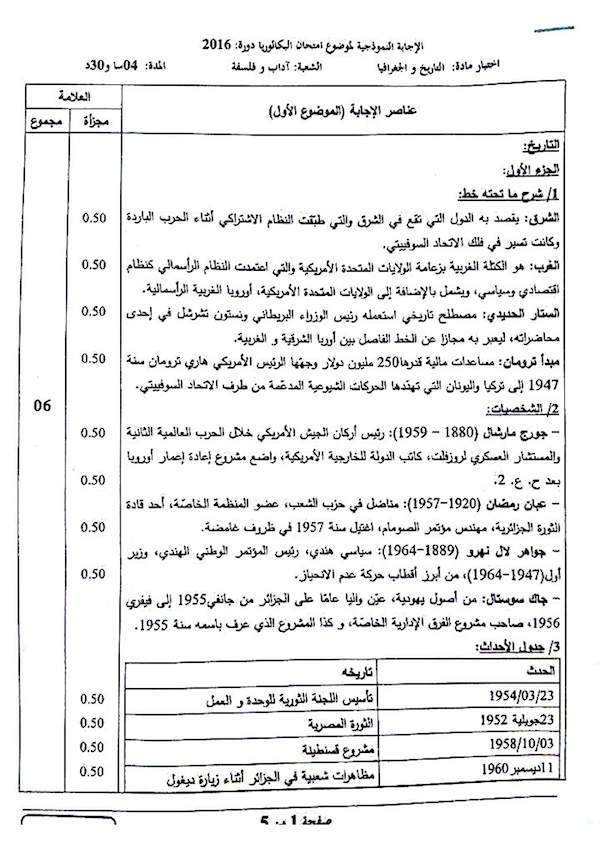 الإجابة النموذجية لموضوع امتحان البكالوريا دورة: 2016
اختبار مادة: التاريخ و الجغرافيا الشعبة: آداب و فلسفة المدة: 04سا و30د
عناصر الإجابة (الموضوع الأول) العلامة
مجزأة مجموع
التاريخ:
الجزء الأول:
1/ شرح ما تحته خط:
الشرق: يقصد به الدول التي تقع في الشرق والتي طبّقت النظام الاشتراكي أثناء الحرب الباردة 0.50
وكانت تسير في فلك الاتحاد السوفييتي.
الغرب: هو الكتلة الغربية بزعامة الولايات المتحدة الأمريكية والتي اعتمدت النظام الرأسمالي كنظام 0.50
اقتصادي وسياسي، ويشمل بالإضافة إلى الولايات المتحدة الأمريكية، أوروبا الغربية الرأسمالية.
الستار الحديدي: مصطلح تاريخي استعمله رئيس الوزراء البريطاني ونستون تشرشل في إحدى 0.50
محاضراته، ليعبر به مجازا عن الخط الفاصل بين أوربا الشرقية و الغربية.
مبدأ ترومان: مساعدات مالية قدرها250 مليون دولار وجهّها الرئيس الأمريكي هاري ترومان سنة 0.50
1947 إلى تركيا واليونان التي تهدّدها الحركات الشيوعية المدعّمة من طرف الاتحاد السوفييتي.
2/ الشخصيات: 06
– جورج مارشال (1880 – 1959): رئيس أركان الجيش الأمريكي خلال الحرب العالمية الثانية 0.50
والمستشار العسكري لروزفلت، كاتب الدولة للخارجية الأمريكية، واضع مشروع إعادة إعمار أوروبا
بعد ح. ع. 2. 0.50
– عبان رمضان (1920-1957): مناضل في حزب الشعب، عضو المنظمة الخاصّة، أحد قادة
الثورة الجزائرية، مهندس مؤتمر الصومام، اغتيل سنة 1957 في ظروف غامضة. 0.50
– جواهر لال نهرو (1889-1964): سياسي هندي، رئيس المؤتمر الوطني الهندي، وزير
أول(1947-1964)، من أبرز أقطاب حركة عدم الانحياز. 0.50
– جاك سوستال: من أصول يهودية، عيّن واليا عامّا على الجزائر من جانفي1955 إلى فيفري
1956، صاحب مشروع الفرق الإدارية الخاصّة، و كذا المشروع الذي عرف باسمه سنة 1955.
3/ جدول الأحداث:
الحدث تاريخه
1954/03/23 تأسيس اللجنة الثورية للوحدة و العمل 0.50
23جويلية 1952 الثورة المصرية 0.50
1958/10/03 مشروع قسنطينة 0.50
11ديسمبر 1960 مظاهرات شعبية في الجزائر أثناء زيارة ديغول 0.50
صفحة 1 من 5